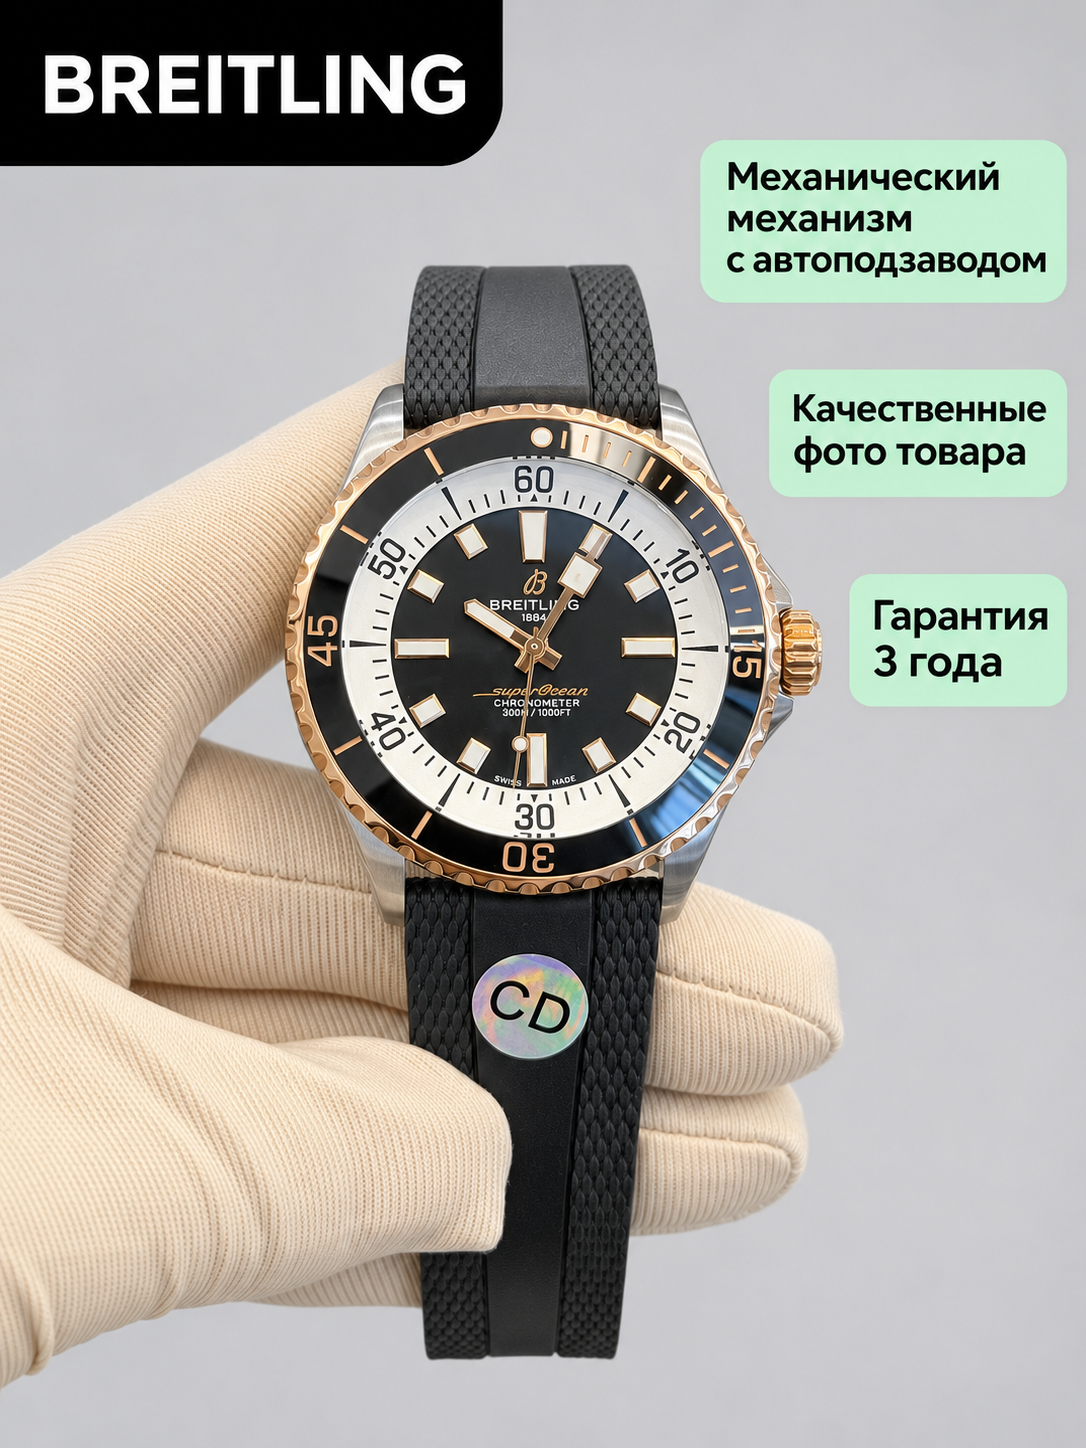 BREITLING
Механический
механизм
с автоподзаводом
Качественные
фото товара
Гарантия
3 года
60
50
10
45
15
40
20
30
30
B
BREITLING
1884
superOcean
CHRONOMETER
300M / 1000FT
SWISS MADE
CD